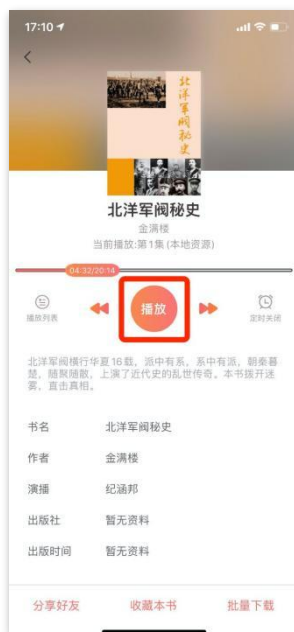 17:10
北洋军阀秘史
北洋军阀秘史
金满楼
当前播放:第1集 (本地资源)
04:32/20:14
播放列表
播放
定时关闭
北洋军阀横行华夏16载，派中有系，系中有派，朝秦暮
楚，随聚随散，上演了近代史的乱世传奇。本书拨开迷
雾，直击真相。
书名 北洋军阀秘史
作者 金满楼
演播 纪涵邦
出版社 暂无资料
出版时间 暂无资料
分享好友 收藏本书 批量下载